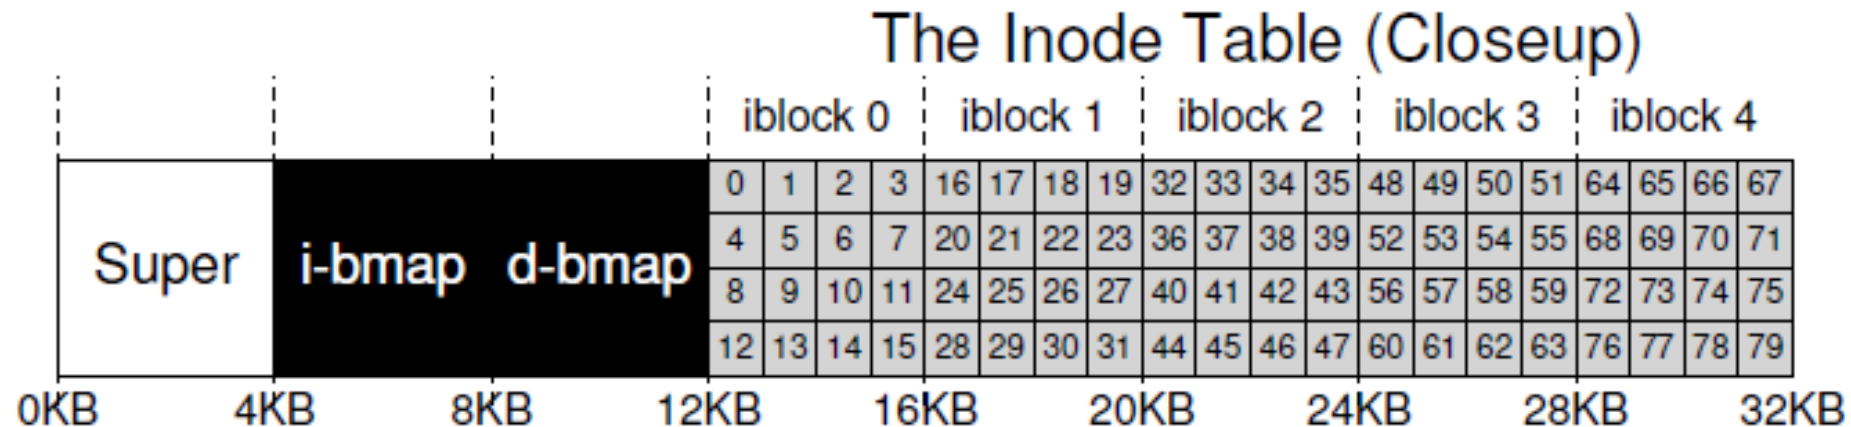 The Inode Table (Closeup)
iblock 0 iblock 1 iblock 2 iblock 3 iblock 4
0 1 2 3 16 17 18 19 32 33 34 35 48 49 50 51 64 65 66 67
4 5 6 7 20 21 22 23 36 37 38 39 52 53 54 55 68 69 70 71
Super i-bmap d-bmap
8 9 10 11 24 25 26 27 40 41 42 43 56 57 58 59 72 73 74 75
12 13 14 15 28 29 30 31 44 45 46 47 60 61 62 63 76 77 78 79
0KB 4KB 8KB 12KB 16KB 20KB 24KB 28KB 32KB